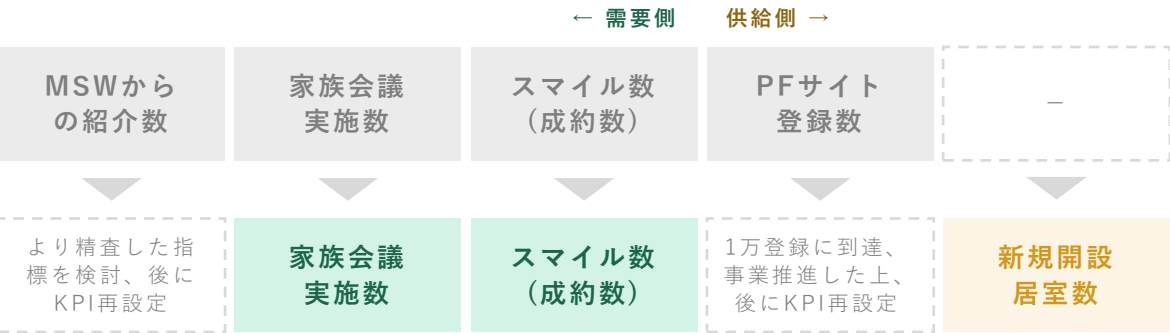 ← 需要側 供給側 →
MSWから
の紹介数
家族会議
実施数
スマイル数
(成約数)
PFサイト
登録数
–
より精査した指
標を検討、後に
KPI再設定
家族会議
実施数
スマイル数
(成約数)
1万登録に到達、
事業推進した上、
後にKPI再設定
新規開設
居室数